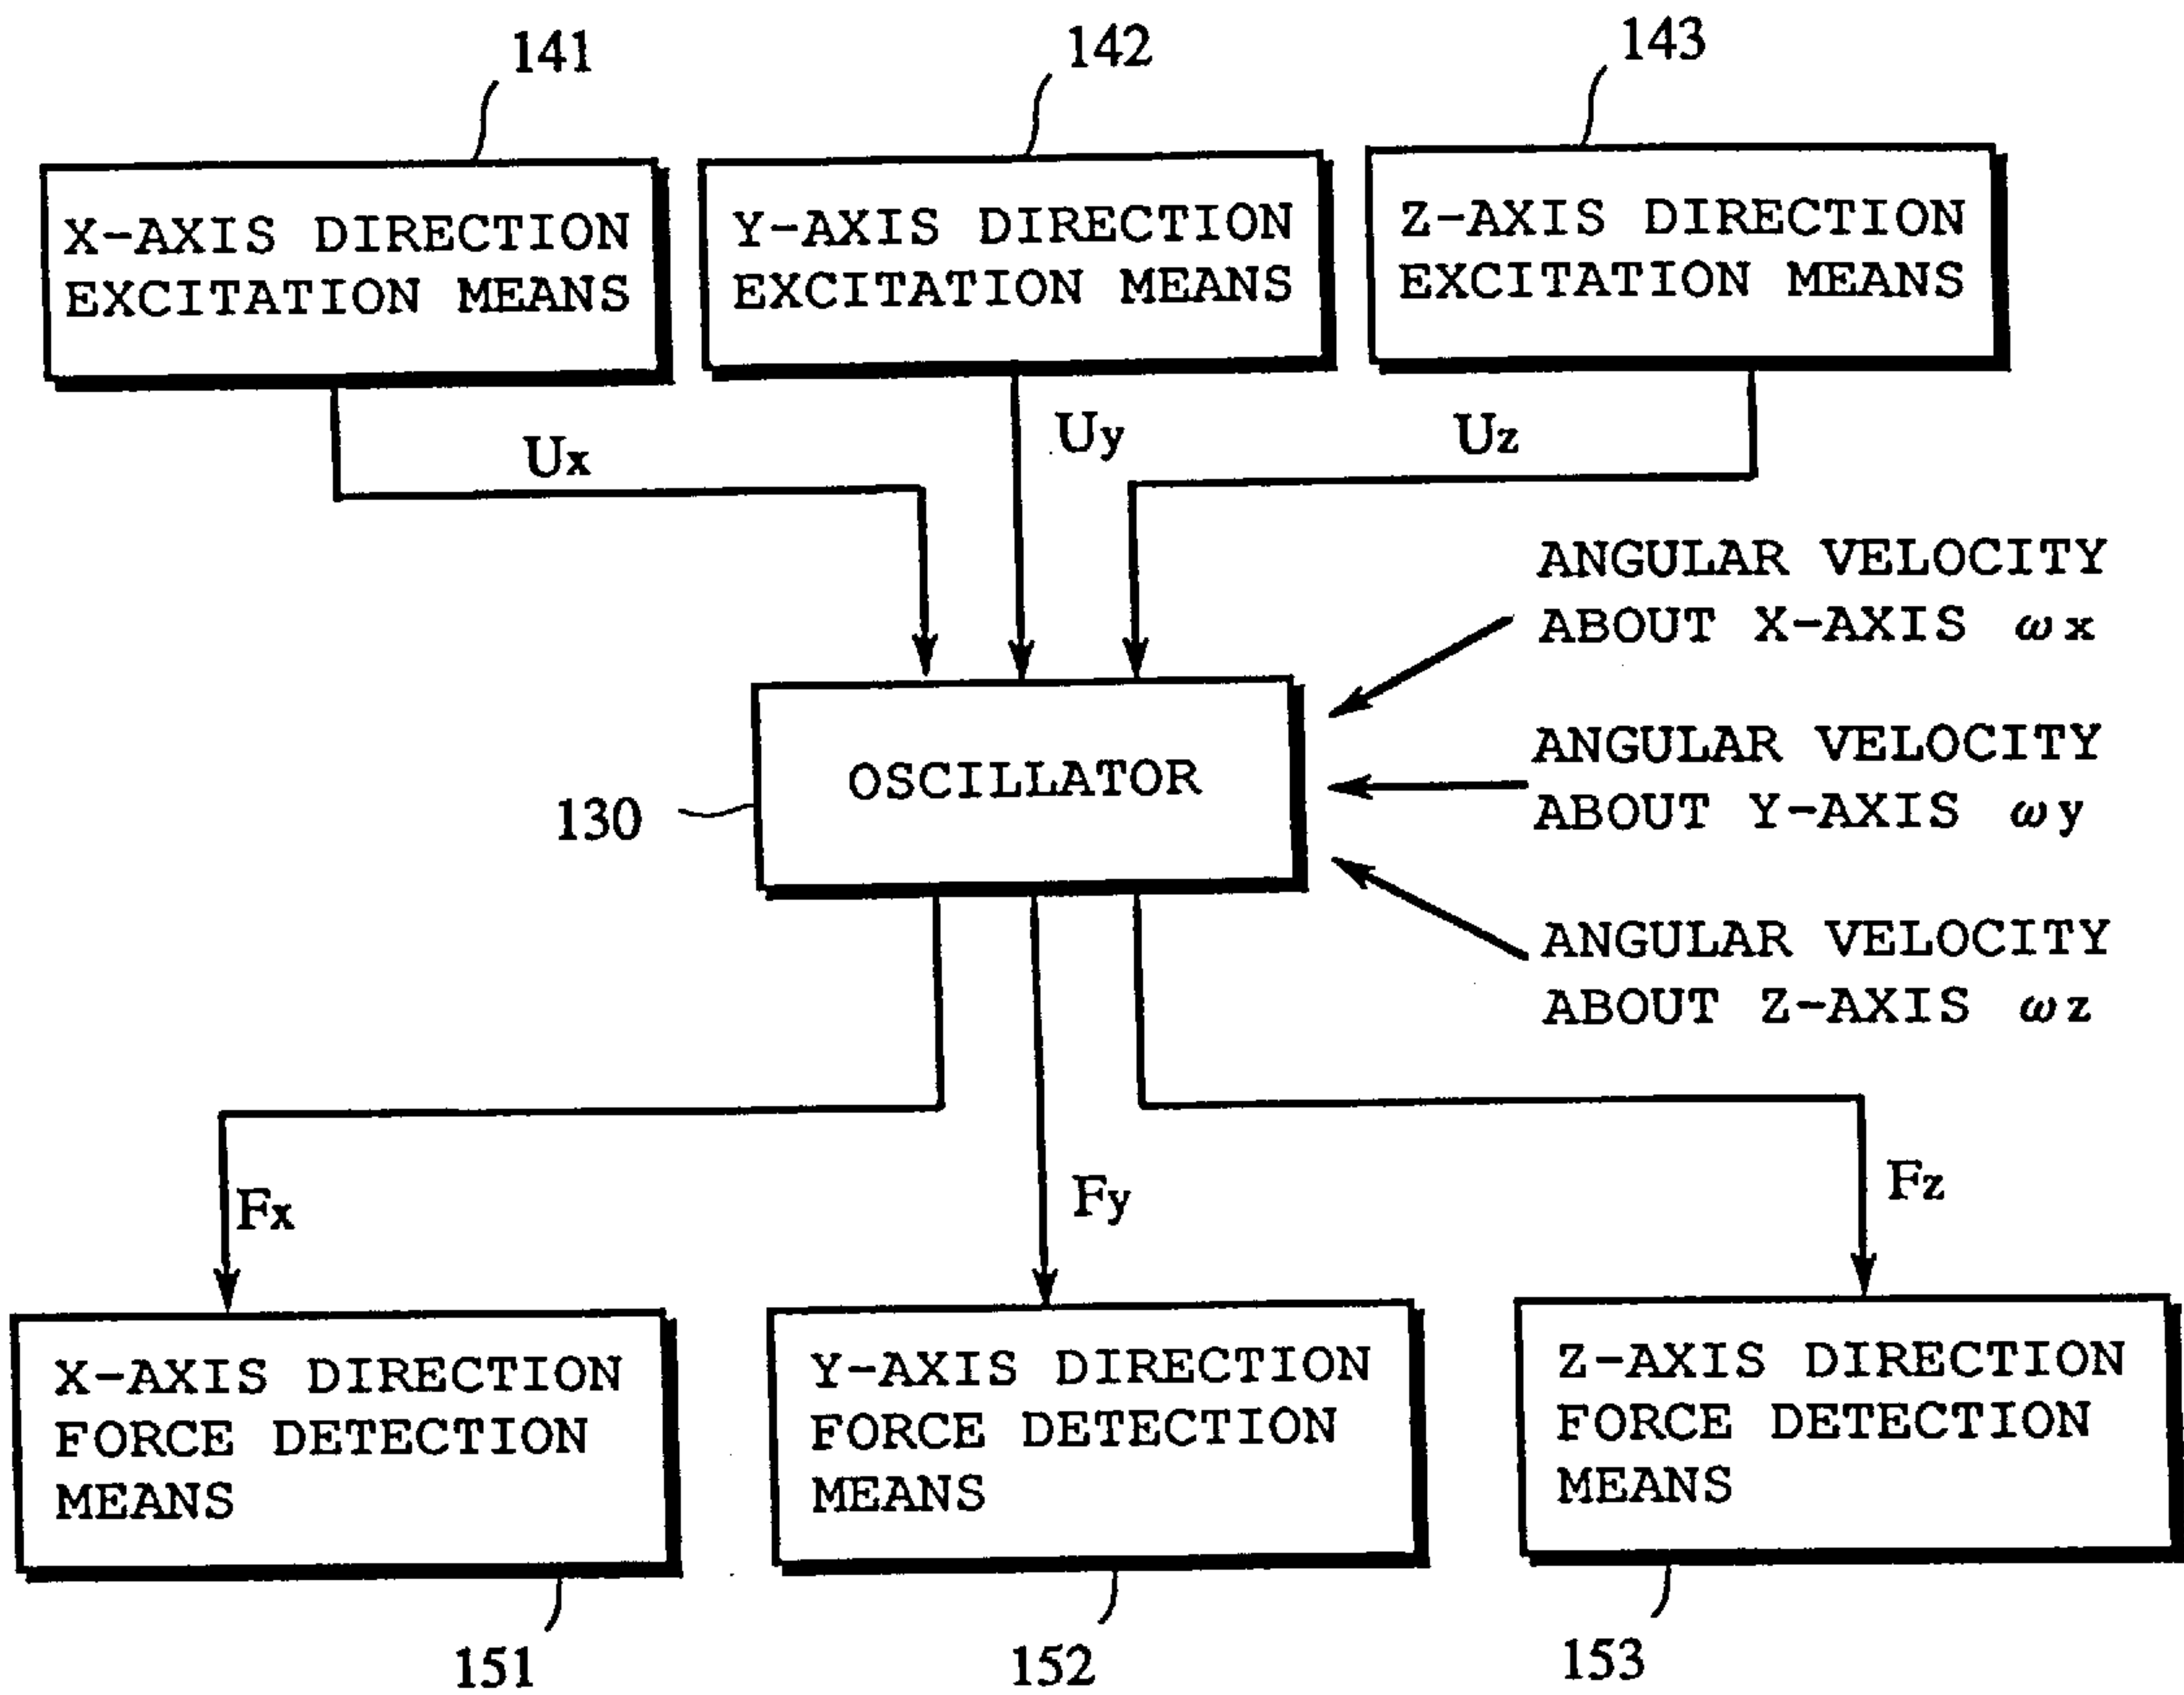 141
142
143
X-AXIS DIRECTION
EXCITATION MEANS
Y-AXIS DIRECTION
EXCITATION MEANS
Z-AXIS DIRECTION
EXCITATION MEANS
Ux
Uy
Uz
ANGULAR VELOCITY
ABOUT X-AXIS ωx
OSCILLATOR
130
ANGULAR VELOCITY
ABOUT Y-AXIS ωy
ANGULAR VELOCITY
ABOUT Z-AXIS ωz
Fx
Fy
Fz
X-AXIS DIRECTION
FORCE DETECTION
MEANS
Y-AXIS DIRECTION
FORCE DETECTION
MEANS
Z-AXIS DIRECTION
FORCE DETECTION
MEANS
151
152
153